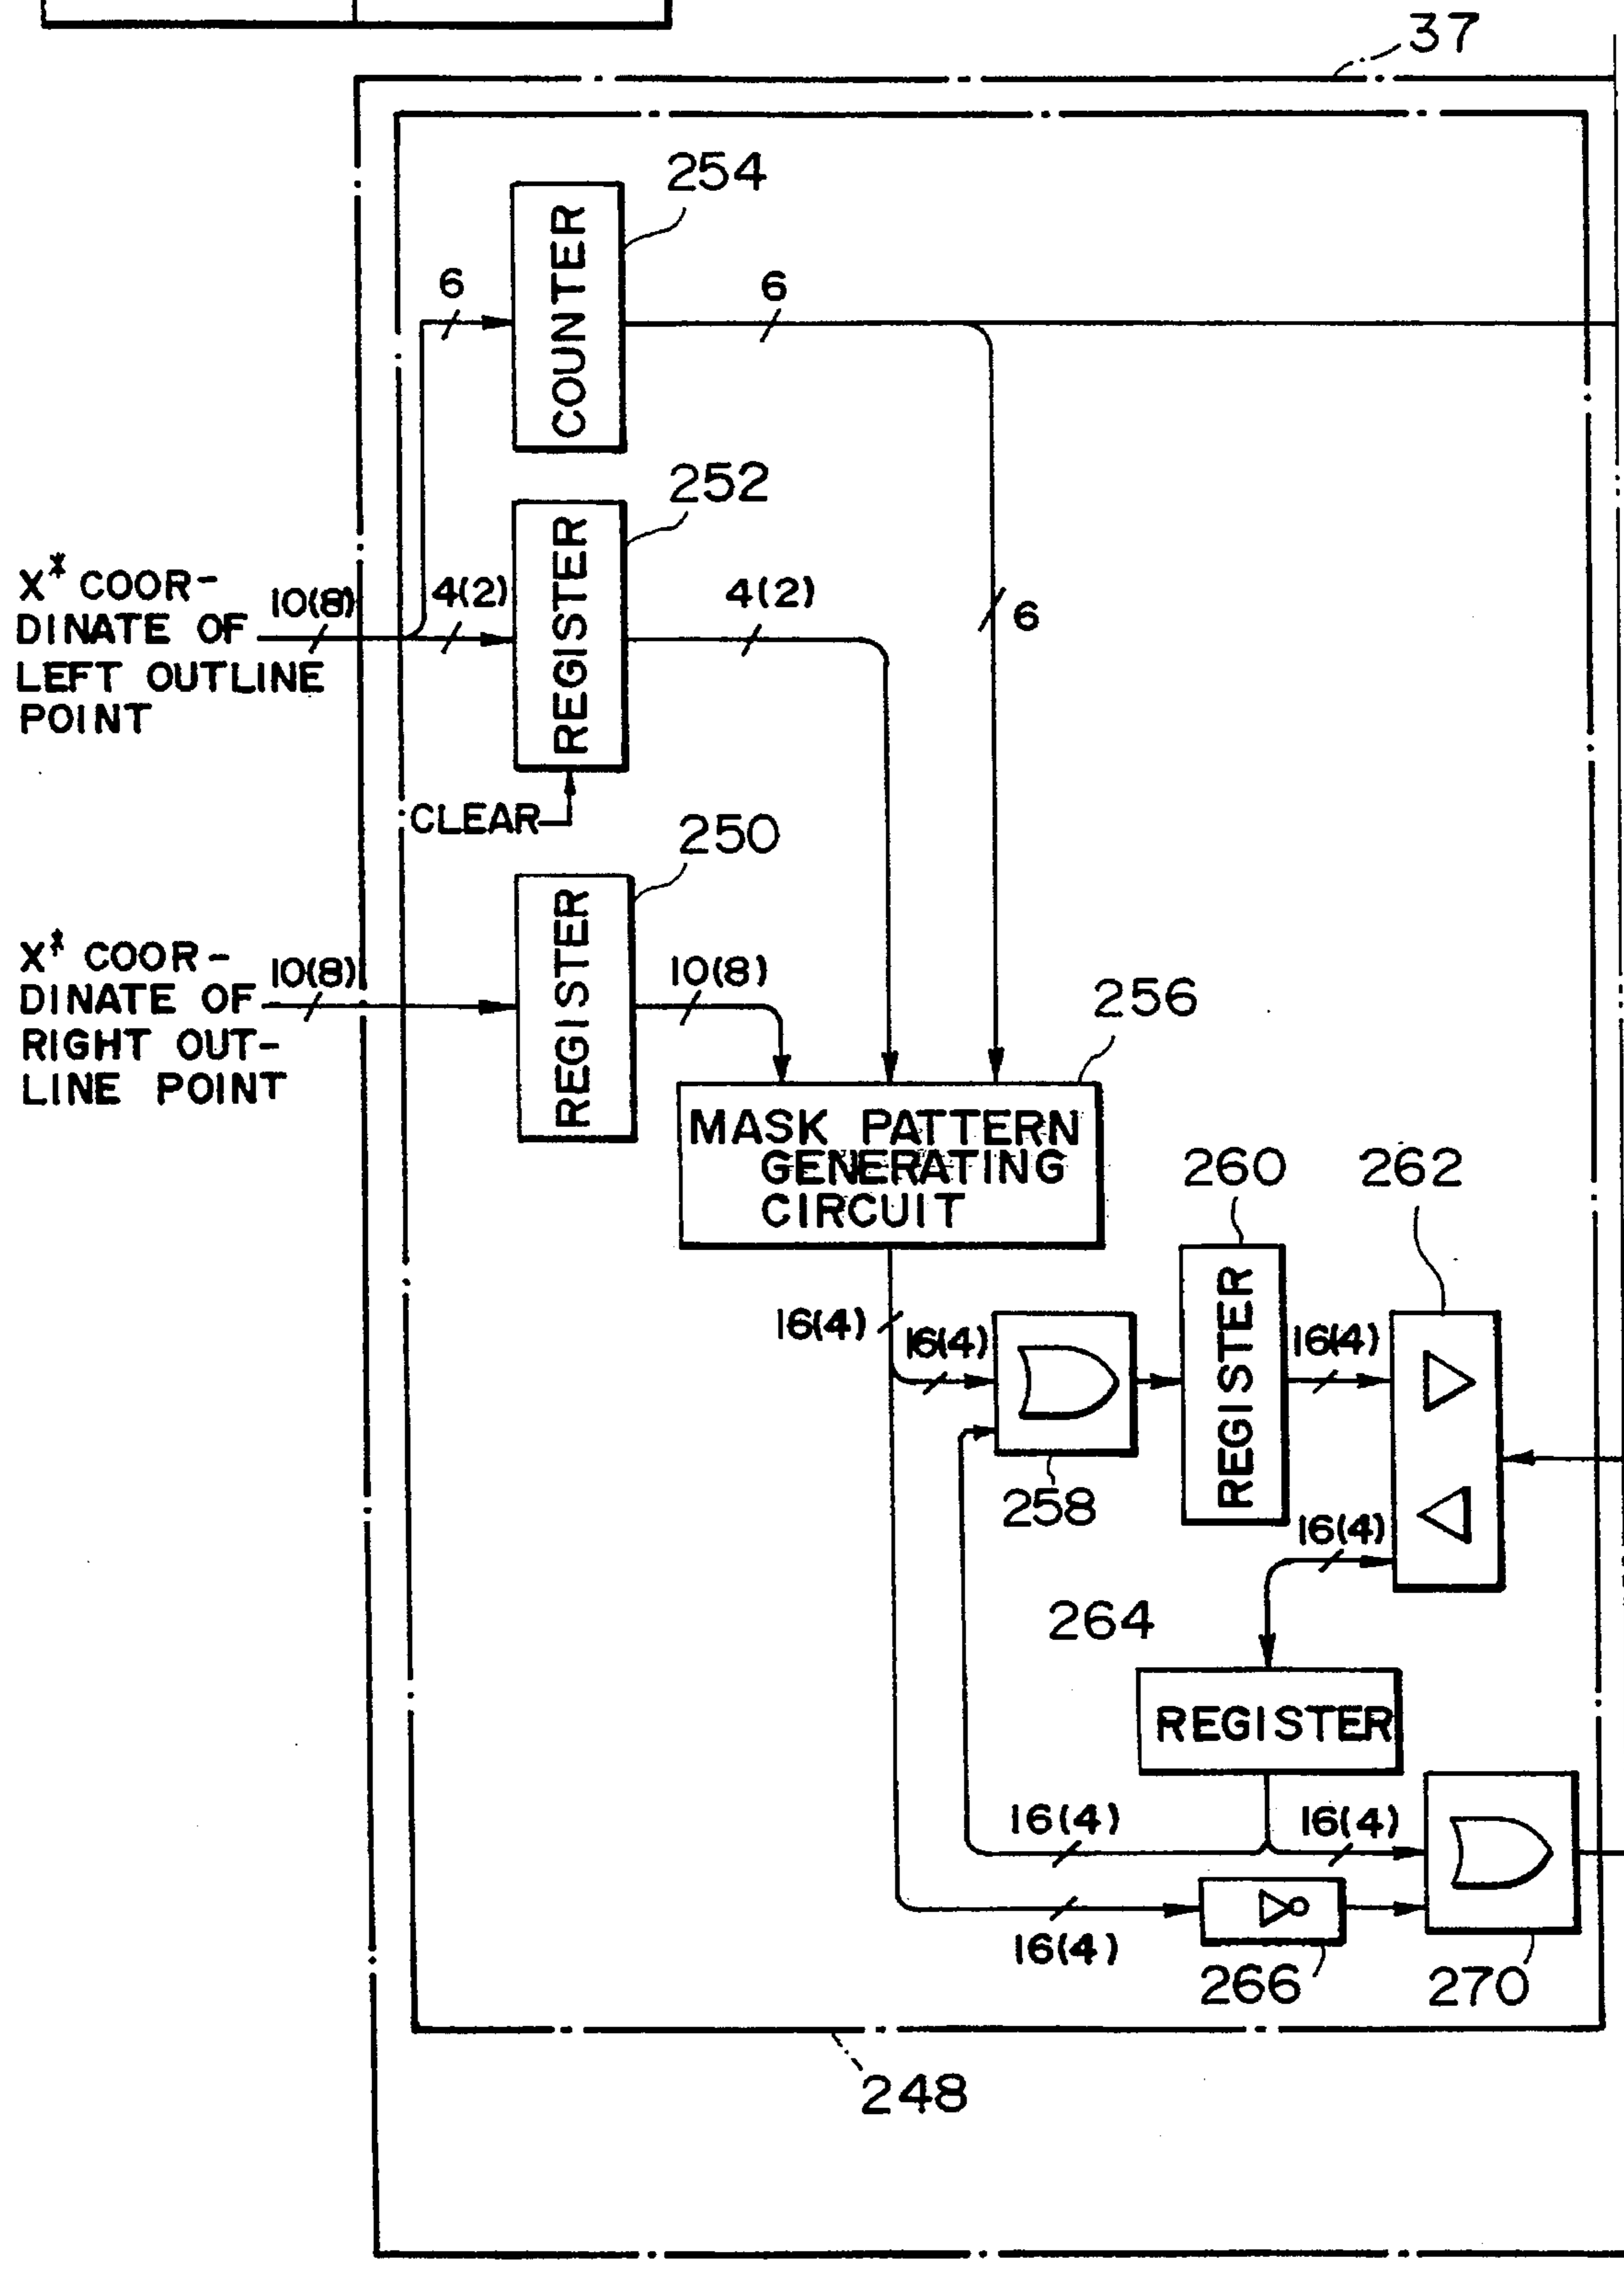 37
254
COUNTER
6
6
252
REGISTER
X* COOR-
DINATE OF
LEFT OUTLINE
POINT
10(8)
4(2)
4(2)
6
CLEAR
250
REGISTER
X* COOR-
DINATE OF
RIGHT OUT-
LINE POINT
10(8)
10(8)
256
MASK PATTERN
GENERATING
CIRCUIT
260
262
16(4)
16(4)
REGISTER
16(4)
258
16(4)
264
REGISTER
16(4)
16(4)
16(4)
266
270
248